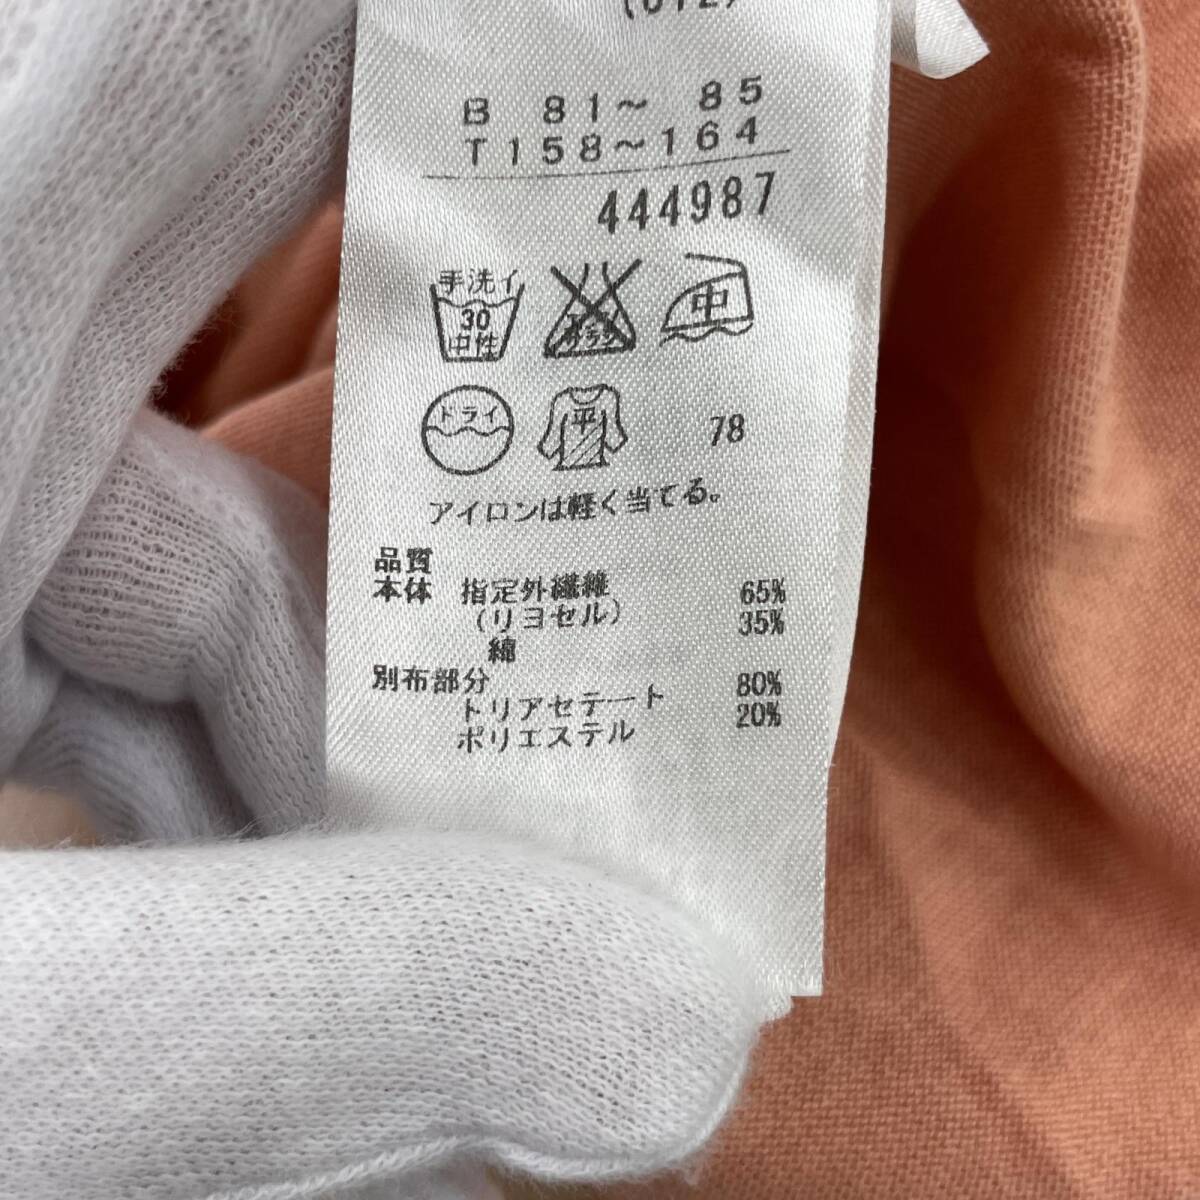 B 81～ 85
T158～164
444987
手洗イ
30
中性
中
ドライ
平
78
アイロンは軽く当てる。
品質
本体 指定外繊維 65%
(リヨセル) 35%
綿
別布部分
トリアセテート 80%
ポリエステル 20%